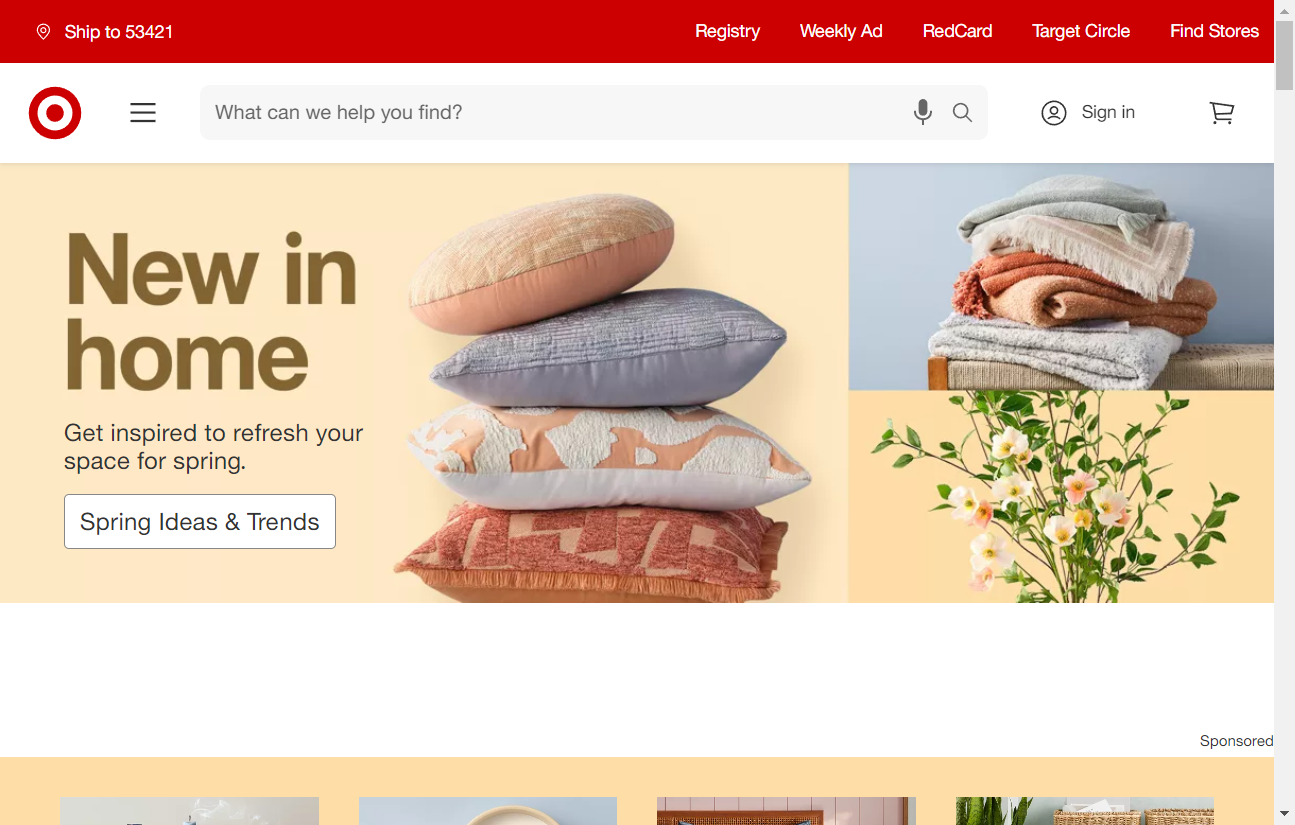 Ship to 53421
Registry
Weekly Ad
RedCard
Target Circle
Find Stores
What can we help you find?
Sign in
New in
home
Get inspired to refresh your
space for spring.
Spring Ideas & Trends
Sponsored